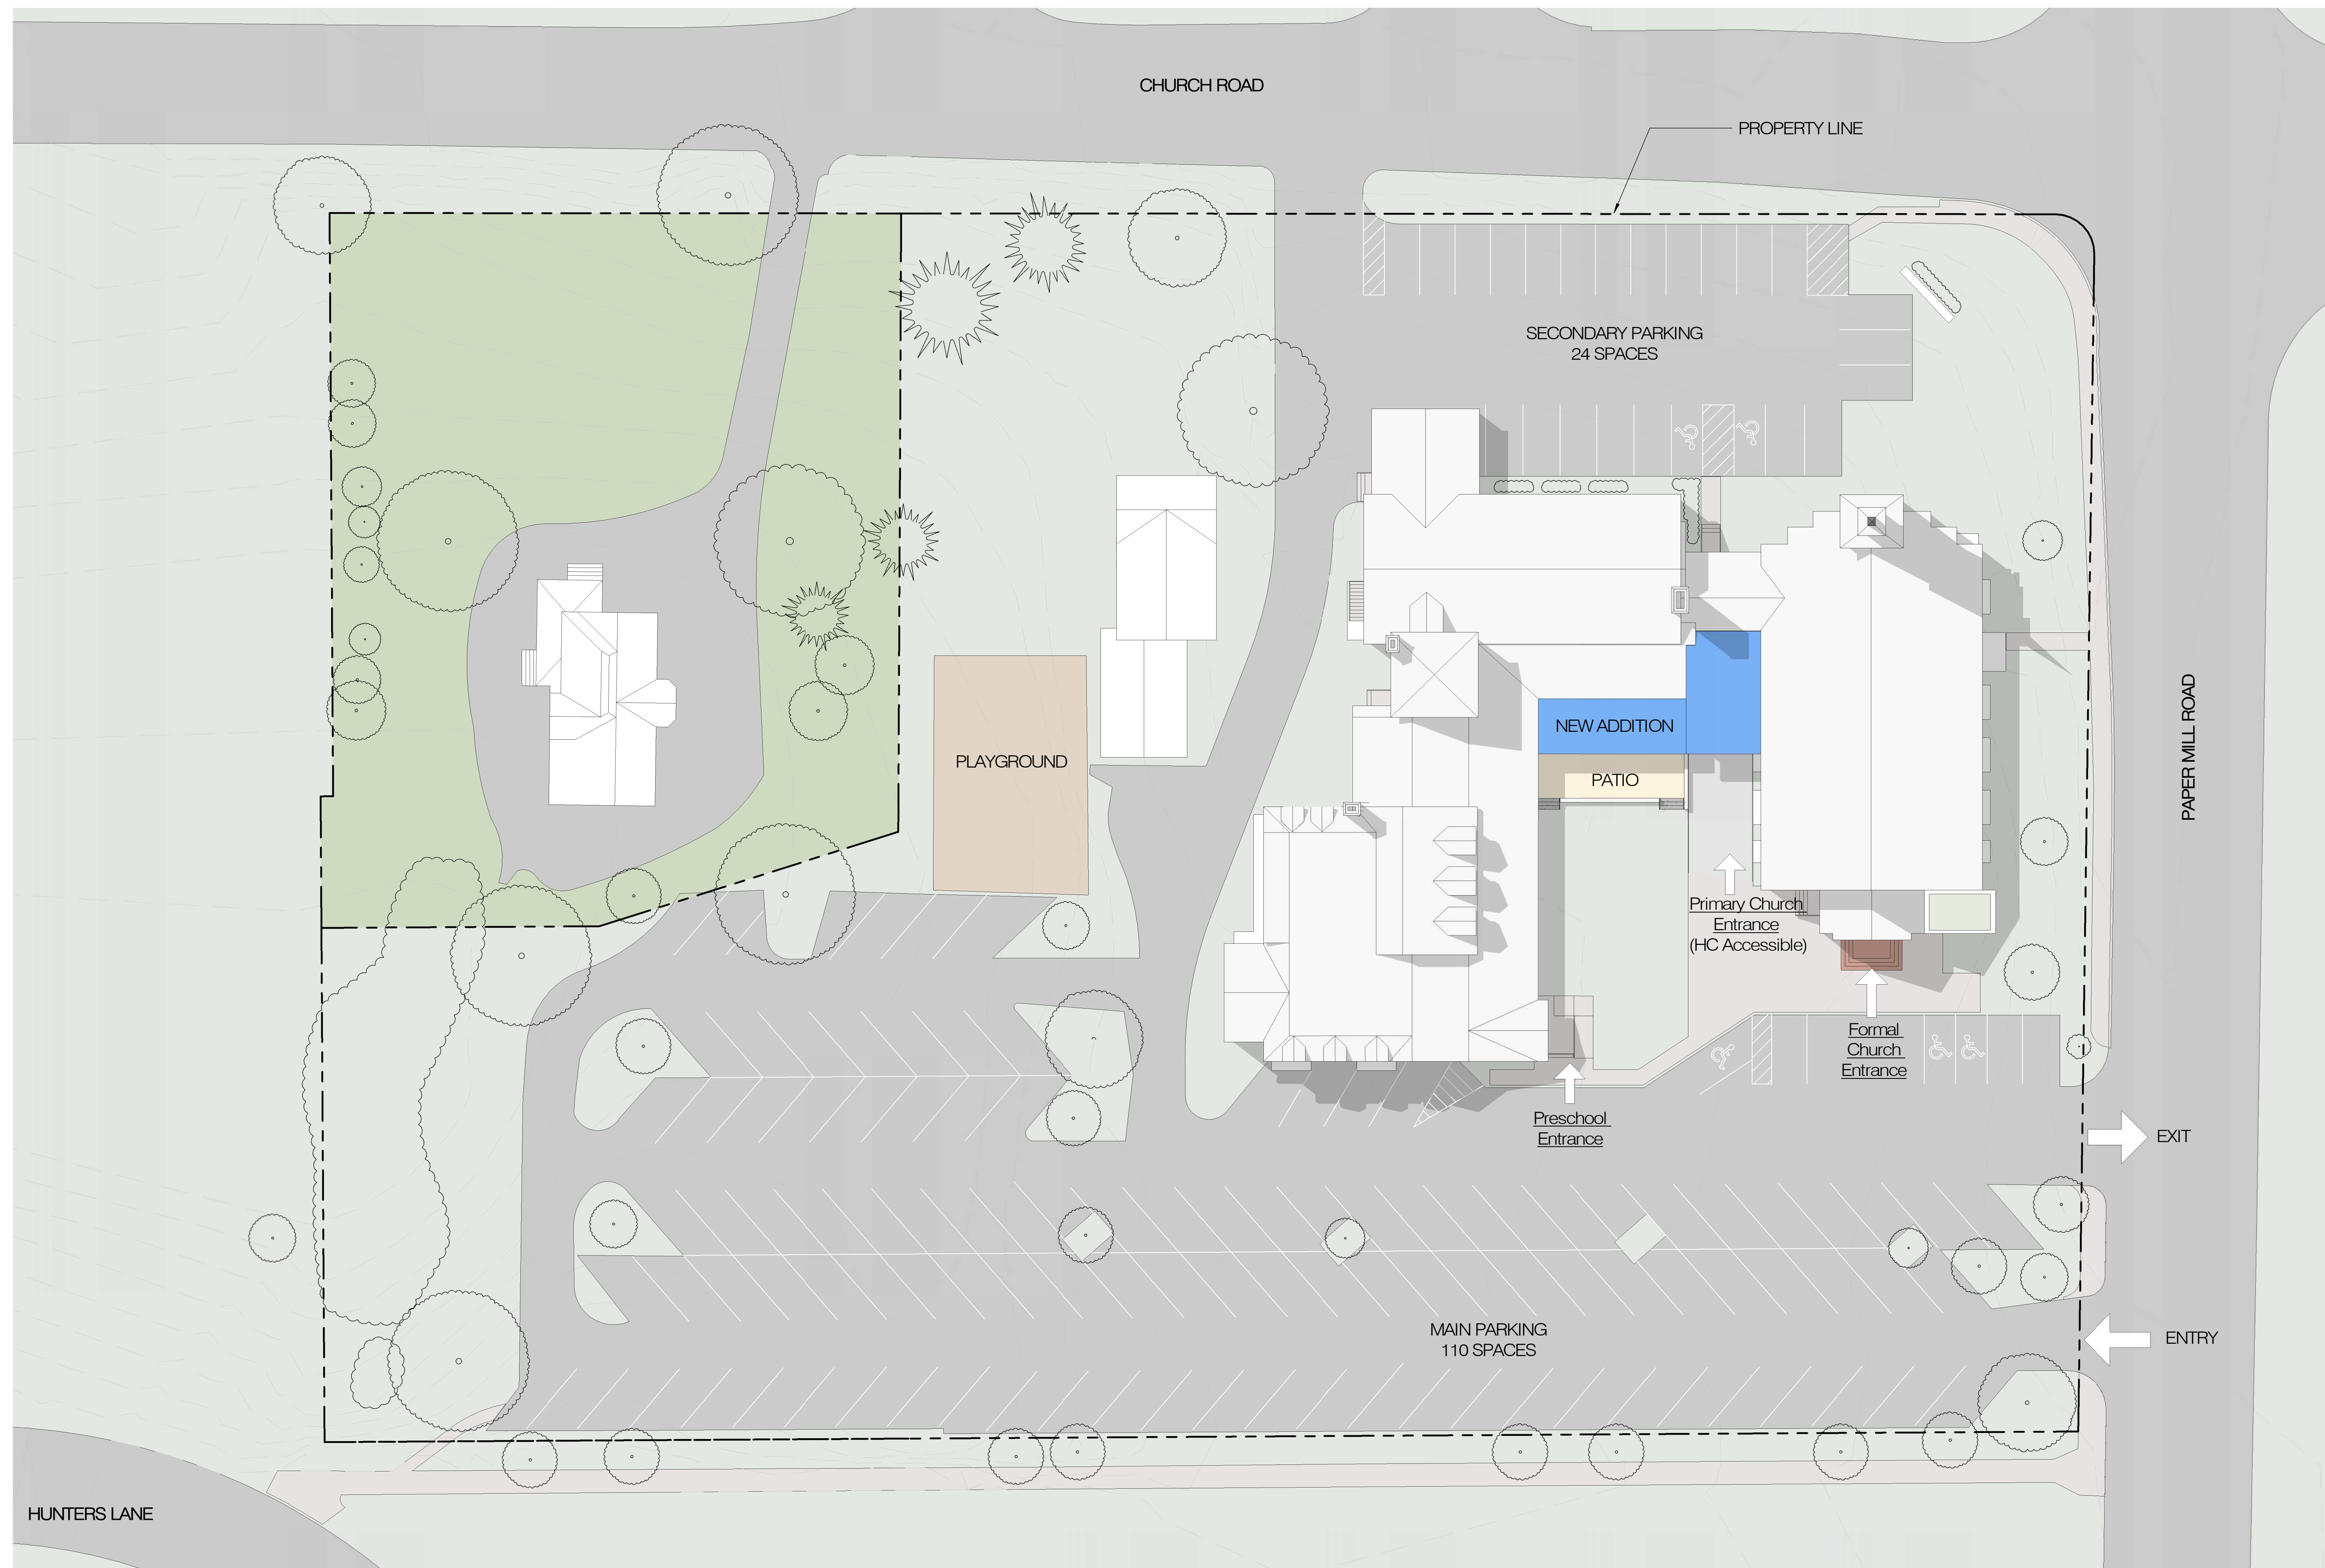 CHURCH ROAD
PROPERTY LINE
SECONDARY PARKING
24 SPACES
PAPER MILL ROAD
NEW ADDITION
PLAYGROUND
PATIO
Primary Church
Entrance
(HC Accessible)
Formal
Church
Entrance
Preschool
Entrance
EXIT
MAIN PARKING
110 SPACES
ENTRY
HUNTERS LANE